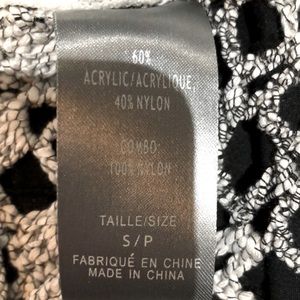 60%
ACRYLIC/ACRYLIQUE,
40% NYLON
COMBO:
100% NYLON
TAILLE/SIZE
S/P
FABRIQUÉ EN CHINE
MADE IN CHINA